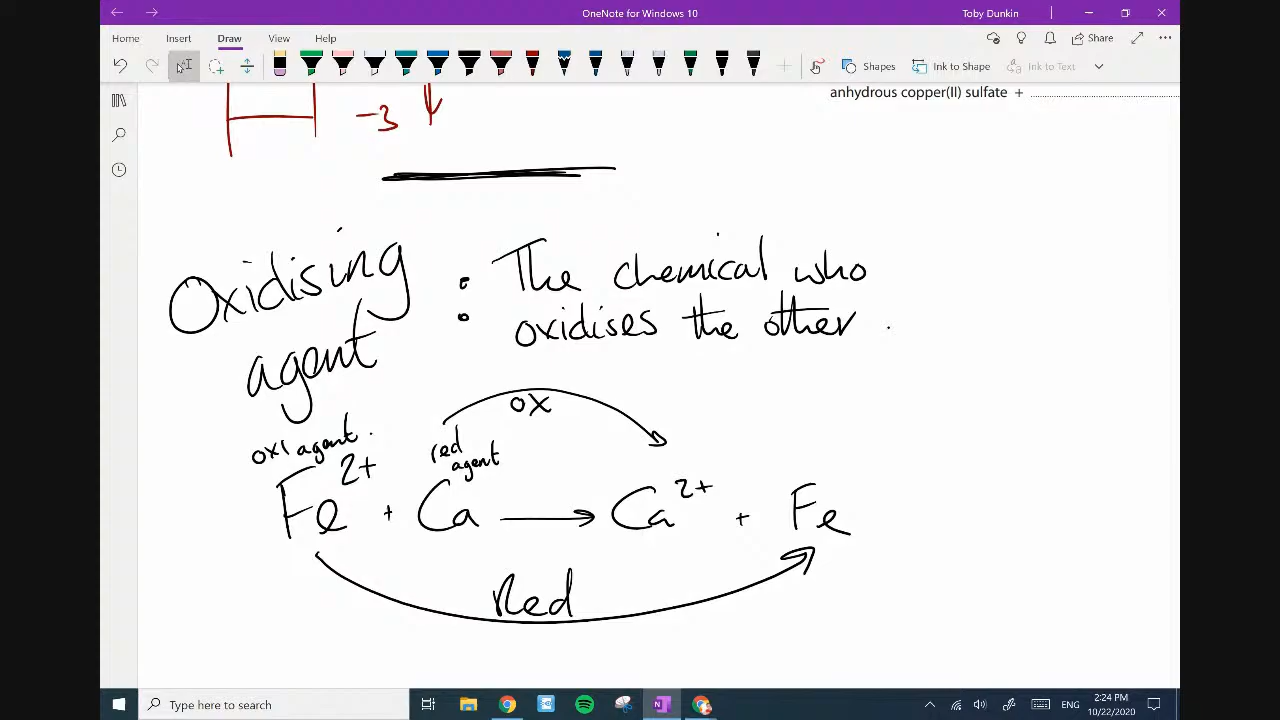 OneNote for Windows 10
Toby Dunkin
Home Insert Draw View Help
Share
Shapes
Ink to Shape
Ink to Text
anhydrous copper(II) sulfate + ................
-3
Oxidising agent : The chemical who
oxidises the other.
ox
oxi agent. red agent
Fe2+ + Ca → Ca2+ + Fe
Red
Type here to search
ENG
2:24 PM
10/22/2020